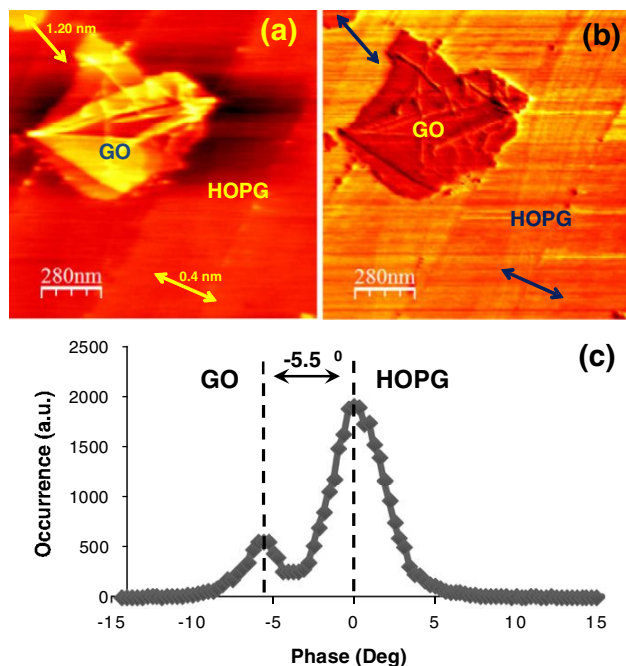 1.20 nm
(a)
GO
HOPG
280nm
0.4 nm
(b)
GO
HOPG
280nm
(c)
-5.5 0
GO
HOPG
2500
2000
1500
1000
500
0
Occurrence (a.u.)
-15
-10
-5
0
5
10
15
Phase (Deg)